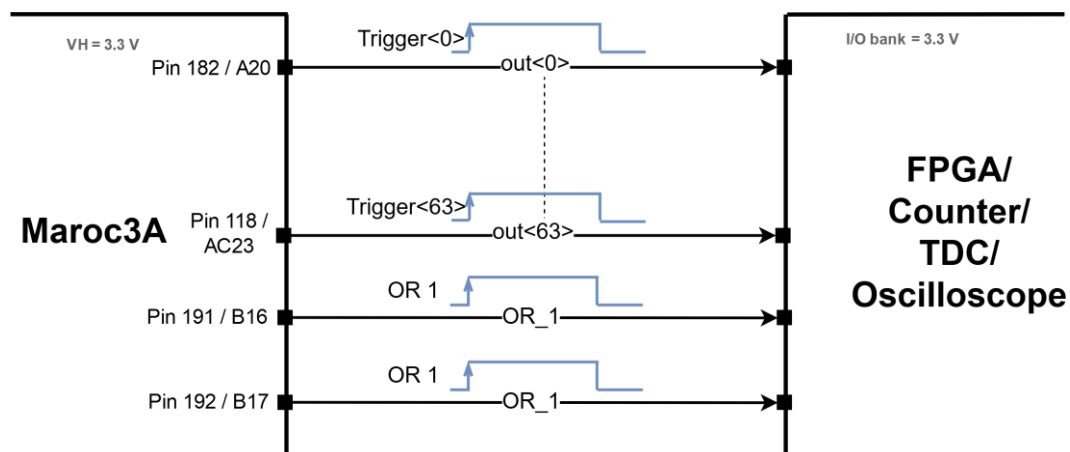 VH = 3.3 V
Trigger<0>
I/O bank = 3.3 V
Pin 182 / A20
out<0>
Maroc3A
Pin 118 /
AC23
Trigger<63>
out<63>
FPGA/
Counter/
TDC/
Oscilloscope
OR 1
Pin 191 / B16
OR_1
OR 1
Pin 192 / B17
OR_1